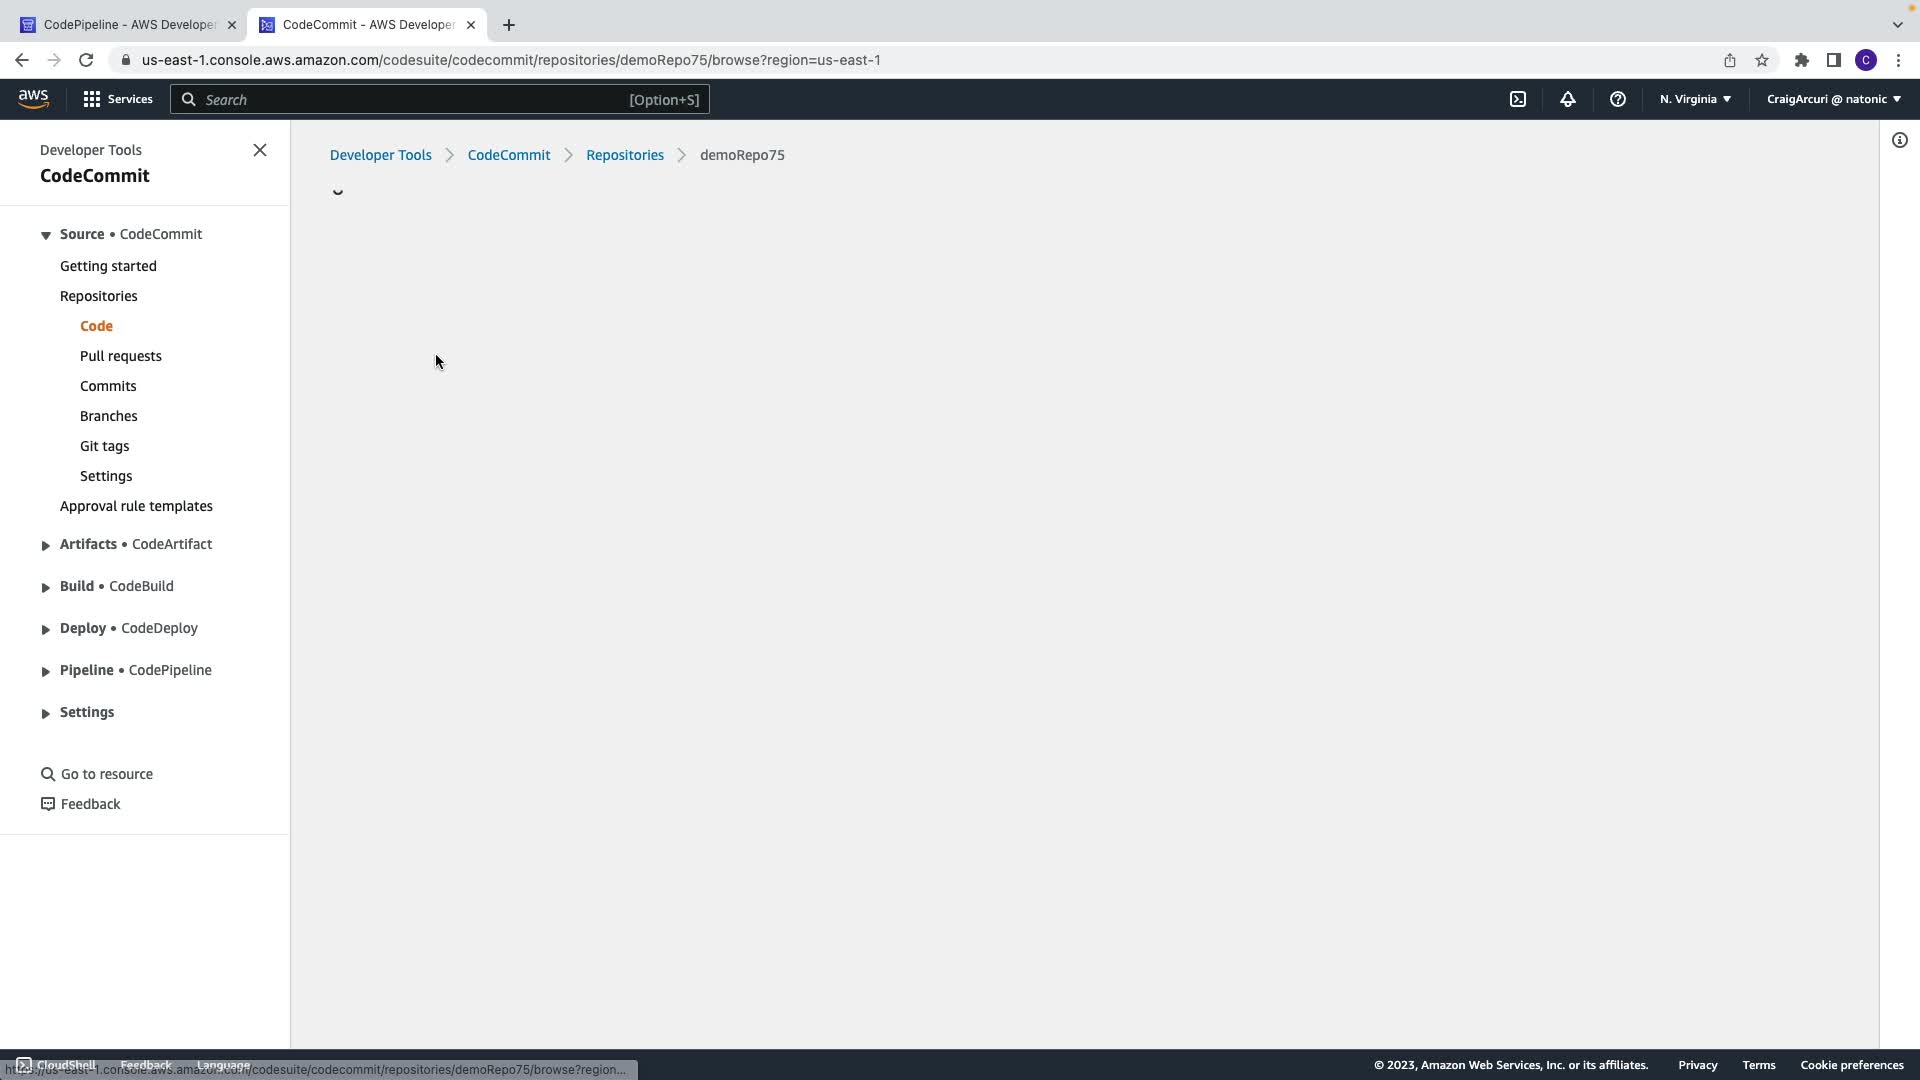 CodePipeline - AWS Developer
CodeCommit - AWS Developer
us-east-1.console.aws.amazon.com/codesuite/codecommit/repositories/demoRepo75/browse?region=us-east-1
C
aws
Services
Search
[Option+S]
N. Virginia
CraigArcuri @ natonic
Developer Tools
CodeCommit
Developer Tools
CodeCommit
Repositories
demoRepo75
Source • CodeCommit
Getting started
Repositories
Code
Pull requests
Commits
Branches
Git tags
Settings
Approval rule templates
Artifacts • CodeArtifact
Build • CodeBuild
Deploy • CodeDeploy
Pipeline • CodePipeline
Settings
Go to resource
Feedback
CloudShell
Feedback
Language
© 2023, Amazon Web Services, Inc. or its affiliates.
Privacy
Terms
Cookie preferences
https://us-east-1.console.aws.amazon.com/codesuite/codecommit/repositories/demoRepo75/browse?region...